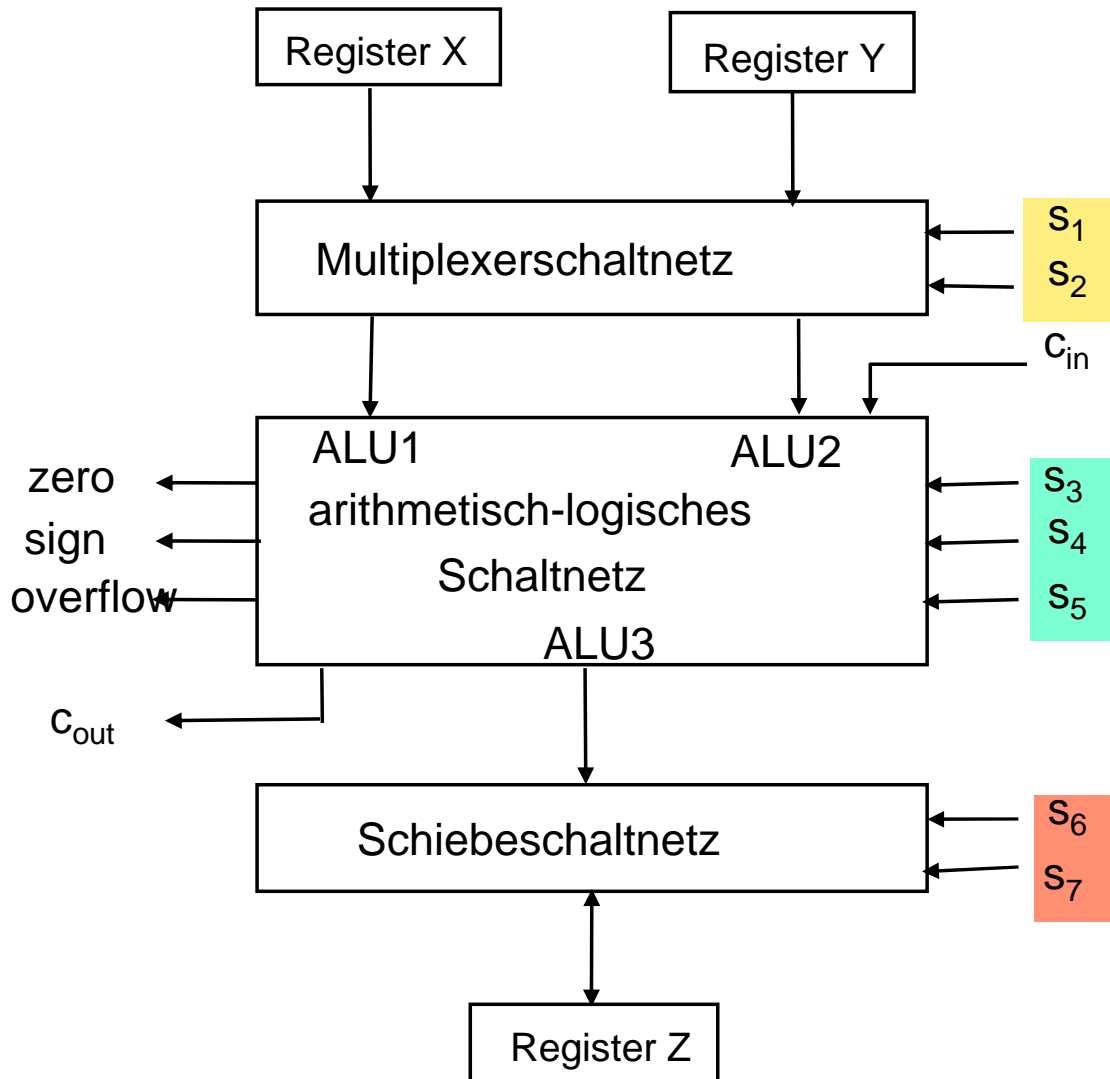 Register X
Register Y
s₁
Multiplexerschaltnetz
s₂
cᵢₙ
ALU1
ALU2
zero
s₃
arithmetisch-logisches
sign
s₄
Schaltnetz
overflow
s₅
ALU3
cₒᵤₜ
s₆
Schiebeschaltnetz
s₇
Register Z